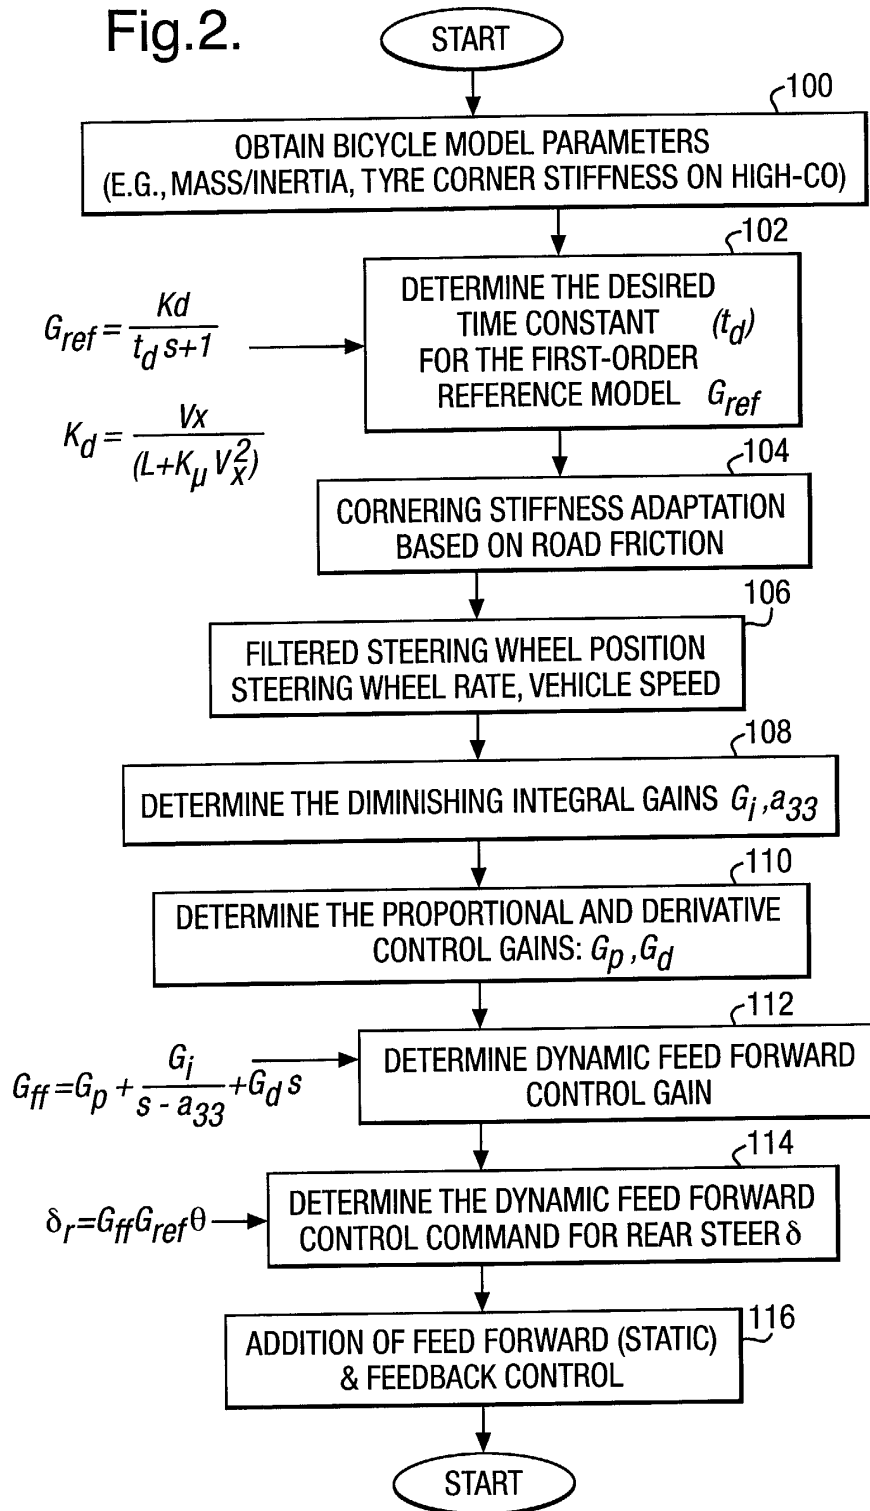 Fig.2.
START
100
OBTAIN BICYCLE MODEL PARAMETERS
(E.G., MASS/INERTIA, TYRE CORNER STIFFNESS ON HIGH-CO)
102
DETERMINE THE DESIRED
TIME CONSTANT (t_d)
FOR THE FIRST-ORDER
REFERENCE MODEL G_ref
G_ref = Kd / (t_d s+1)
K_d = Vx / (L+K_μ V_x^2)
104
CORNERING STIFFNESS ADAPTATION
BASED ON ROAD FRICTION
106
FILTERED STEERING WHEEL POSITION
STEERING WHEEL RATE, VEHICLE SPEED
108
DETERMINE THE DIMINISHING INTEGRAL GAINS G_i ,a_33
110
DETERMINE THE PROPORTIONAL AND DERIVATIVE
CONTROL GAINS: G_p ,G_d
112
G_ff =G_p + G_i / (s - a_33) +G_d s
DETERMINE DYNAMIC FEED FORWARD
CONTROL GAIN
114
δ_r=G_ff G_ref θ
DETERMINE THE DYNAMIC FEED FORWARD
CONTROL COMMAND FOR REAR STEER δ
116
ADDITION OF FEED FORWARD (STATIC)
& FEEDBACK CONTROL
START